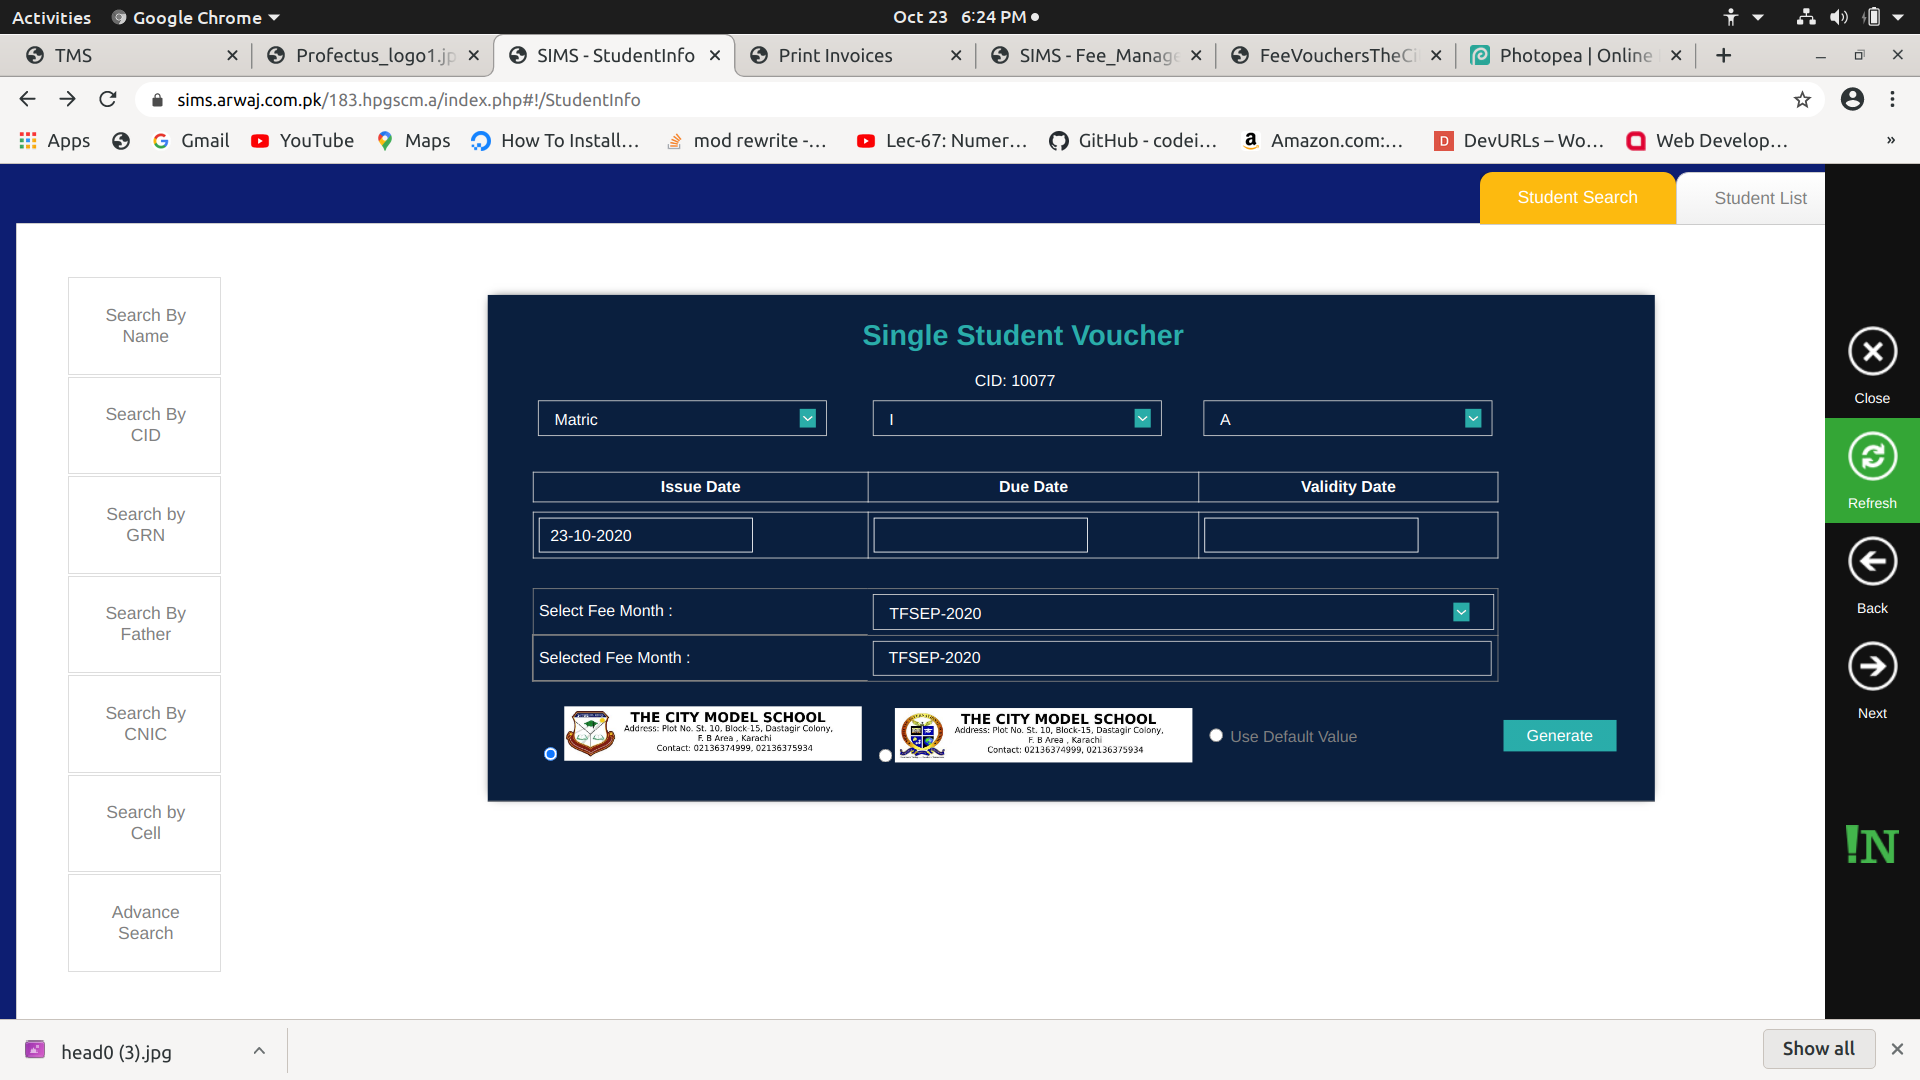 Activities Google Chrome Oct 23 6:24 PM
TMS Profectus_logo1.jp SIMS - StudentInfo Print Invoices SIMS - Fee_Manage FeeVouchersTheCi Photopea | Online
sims.arwaj.com.pk/183.hpgscm.a/index.php#!/StudentInfo
Apps Gmail YouTube Maps How To Install... mod rewrite -... Lec-67: Numer... GitHub - codei... Amazon.com:... DevURLs – Wo... Web Develop... »
Student Search Student List
Search By
Name
Search By
CID
Search by
GRN
Search By
Father
Search By
CNIC
Search by
Cell
Advance
Search
Single Student Voucher
CID: 10077
Matric I A
Issue Date Due Date Validity Date
23-10-2020
Select Fee Month : TFSEP-2020
Selected Fee Month : TFSEP-2020
THE CITY MODEL SCHOOL
Address: Plot No. St. 10, Block-15, Dastagir Colony,
F. B Area , Karachi
Contact: 02136374999, 02136375934
THE CITY MODEL SCHOOL
Address: Plot No. St. 10, Block-15, Dastagir Colony,
F. B Area , Karachi
Contact: 02136374999, 02136375934
Use Default Value
Generate
Close
Refresh
Back
Next
!N
head0 (3).jpg Show all